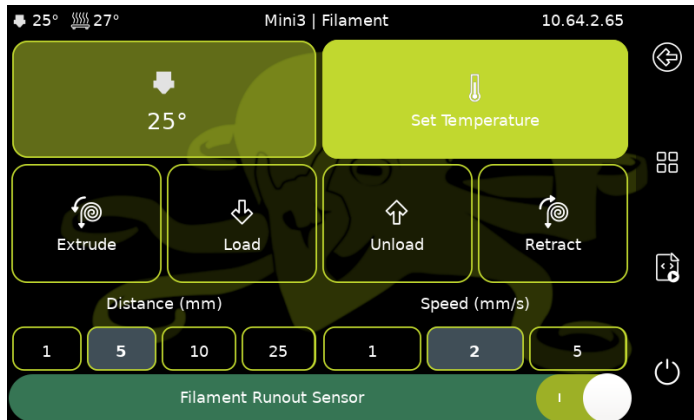 25° 27° Mini3 | Filament 10.64.2.65
25° Set Temperature
Extrude Load Unload Retract
Distance (mm) Speed (mm/s)
1 5 10 25 1 2 5
Filament Runout Sensor I